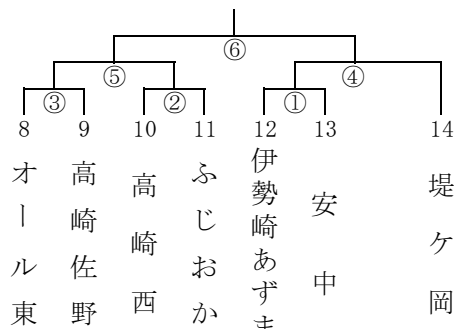 ⑥
⑤ ④
③ ② ①
8 9 10 11 12 13 14
オール東
高崎佐野
高崎西
ふじおか
伊勢崎あずま
安中
堤ケ岡